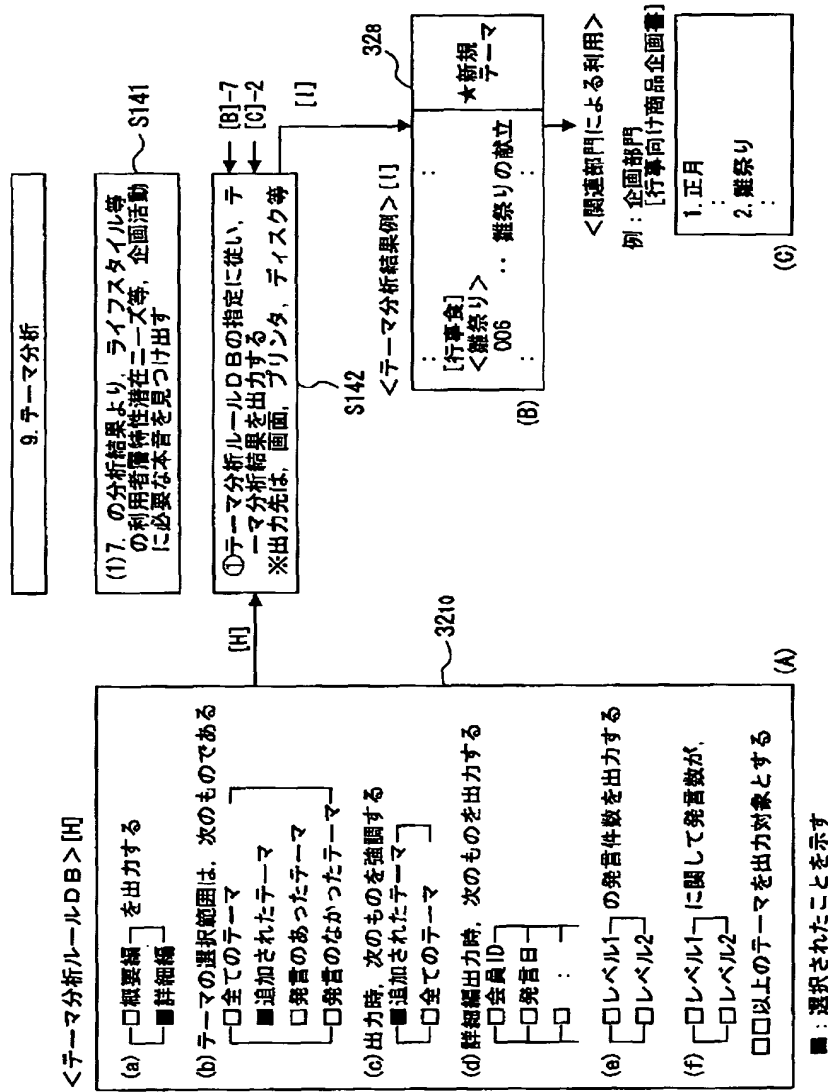 9. テーマ分析
(1)7. の分析結果より, ライフスタイル等
の利用者層特性潜在ニーズ等, 企画活動
に必要な本音を見つけ出す
S141
①テーマ分析ルールDBの指定に従い, テ
ーマ分析結果を出力する
※出力先は, 画面, プリンタ, ディスク等
S142
[B]-7
[C]-2
[H]
[I]
<テーマ分析ルールDB>[H]
(a) □概要編 を出力する
■詳細編
(b) テーマの選択範囲は, 次のものである
□全てのテーマ
■追加されたテーマ
□発言のあったテーマ
□発言のなかったテーマ
(c) 出力時, 次のものを強調する
■追加されたテーマ
□全てのテーマ
(d) 詳細編出力時, 次のものを出力する
□会員ID
□発言日
□ :
(e) □レベル1 の発言件数を出力する
□レベル2
(f) □レベル1 に関して発言数が,
□レベル2
□□以上のテーマを出力対象とする
3210
(A)
■: 選択されたことを示す
<テーマ分析結果例>[I]
328
: :
[行事食]
<雛祭り>
006 ‥ 雛祭りの献立
: :
★新規
テーマ
(B)
<関連部門による利用>
例: 企画部門
[行事向け商品企画書]
1. 正月
:
2. 雛祭り
:
(C)